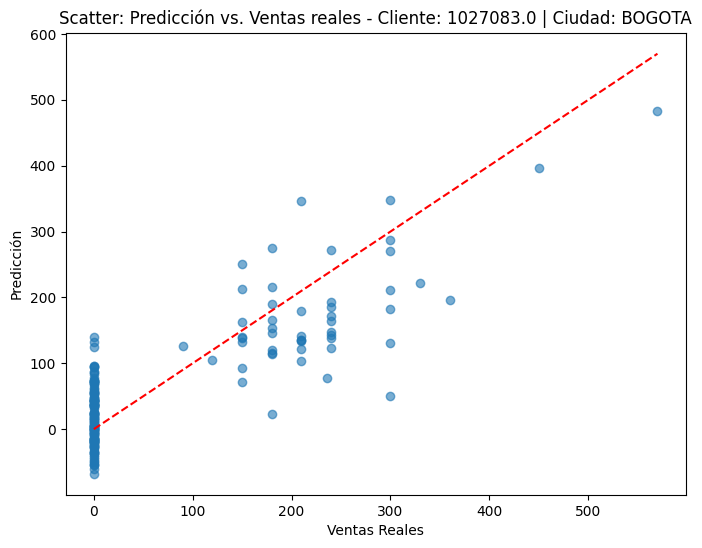 Scatter: Predicción vs. Ventas reales - Cliente: 1027083.0 | Ciudad: BOGOTA
600
500
400
300
200
100
0
Predicción
0 100 200 300 400 500
Ventas Reales